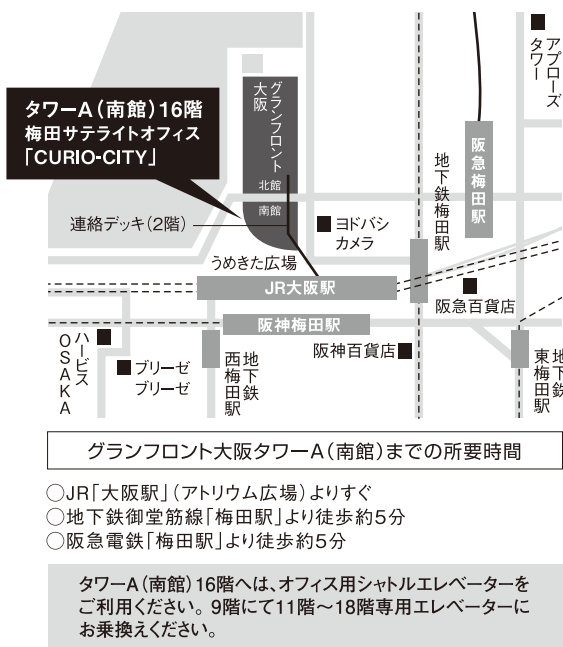 アプローズ
タワー
グランフロント
大阪
タワーA（南館）16階
梅田サテライトオフィス
「CURIO-CITY」
阪急梅田駅
地下鉄梅田駅
北館
南館
連絡デッキ（2階）
ヨドバシ
カメラ
うめきた広場
JR大阪駅
阪急百貨店
阪神梅田駅
ハービス
OSAKA
ブリーゼ
ブリーゼ
地下鉄
西梅田駅
阪神百貨店
地下鉄
東梅田駅
グランフロント大阪タワーA（南館）までの所要時間
○JR「大阪駅」（アトリウム広場）よりすぐ
○地下鉄御堂筋線「梅田駅」より徒歩約5分
○阪急電鉄「梅田駅」より徒歩約5分
タワーA（南館）16階へは、オフィス用シャトルエレベーターを
ご利用ください。9階にて11階～18階専用エレベーターに
お乗換えください。